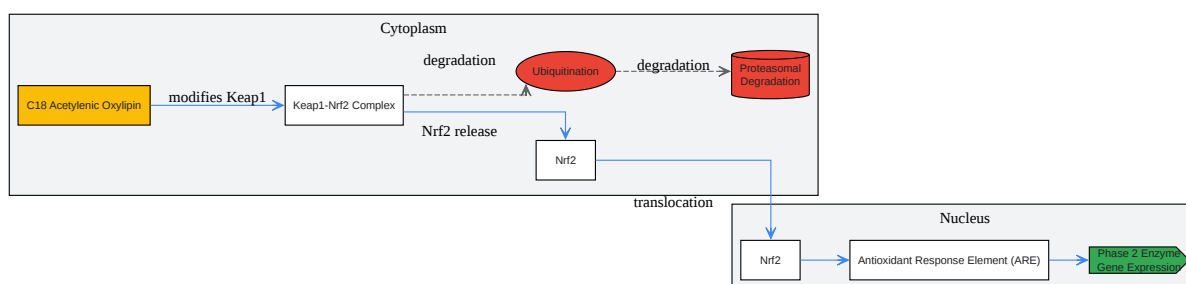 Cytoplasm
degradation
Ubiquitination
degradation
Proteasomal
Degradation
C18 Acetylenic Oxylipin
modifies Keap1
Keap1-Nrf2 Complex
Nrf2 release
Nrf2
translocation
Nucleus
Nrf2
Antioxidant Response Element (ARE)
Phase 2 Enzyme
Gene Expression